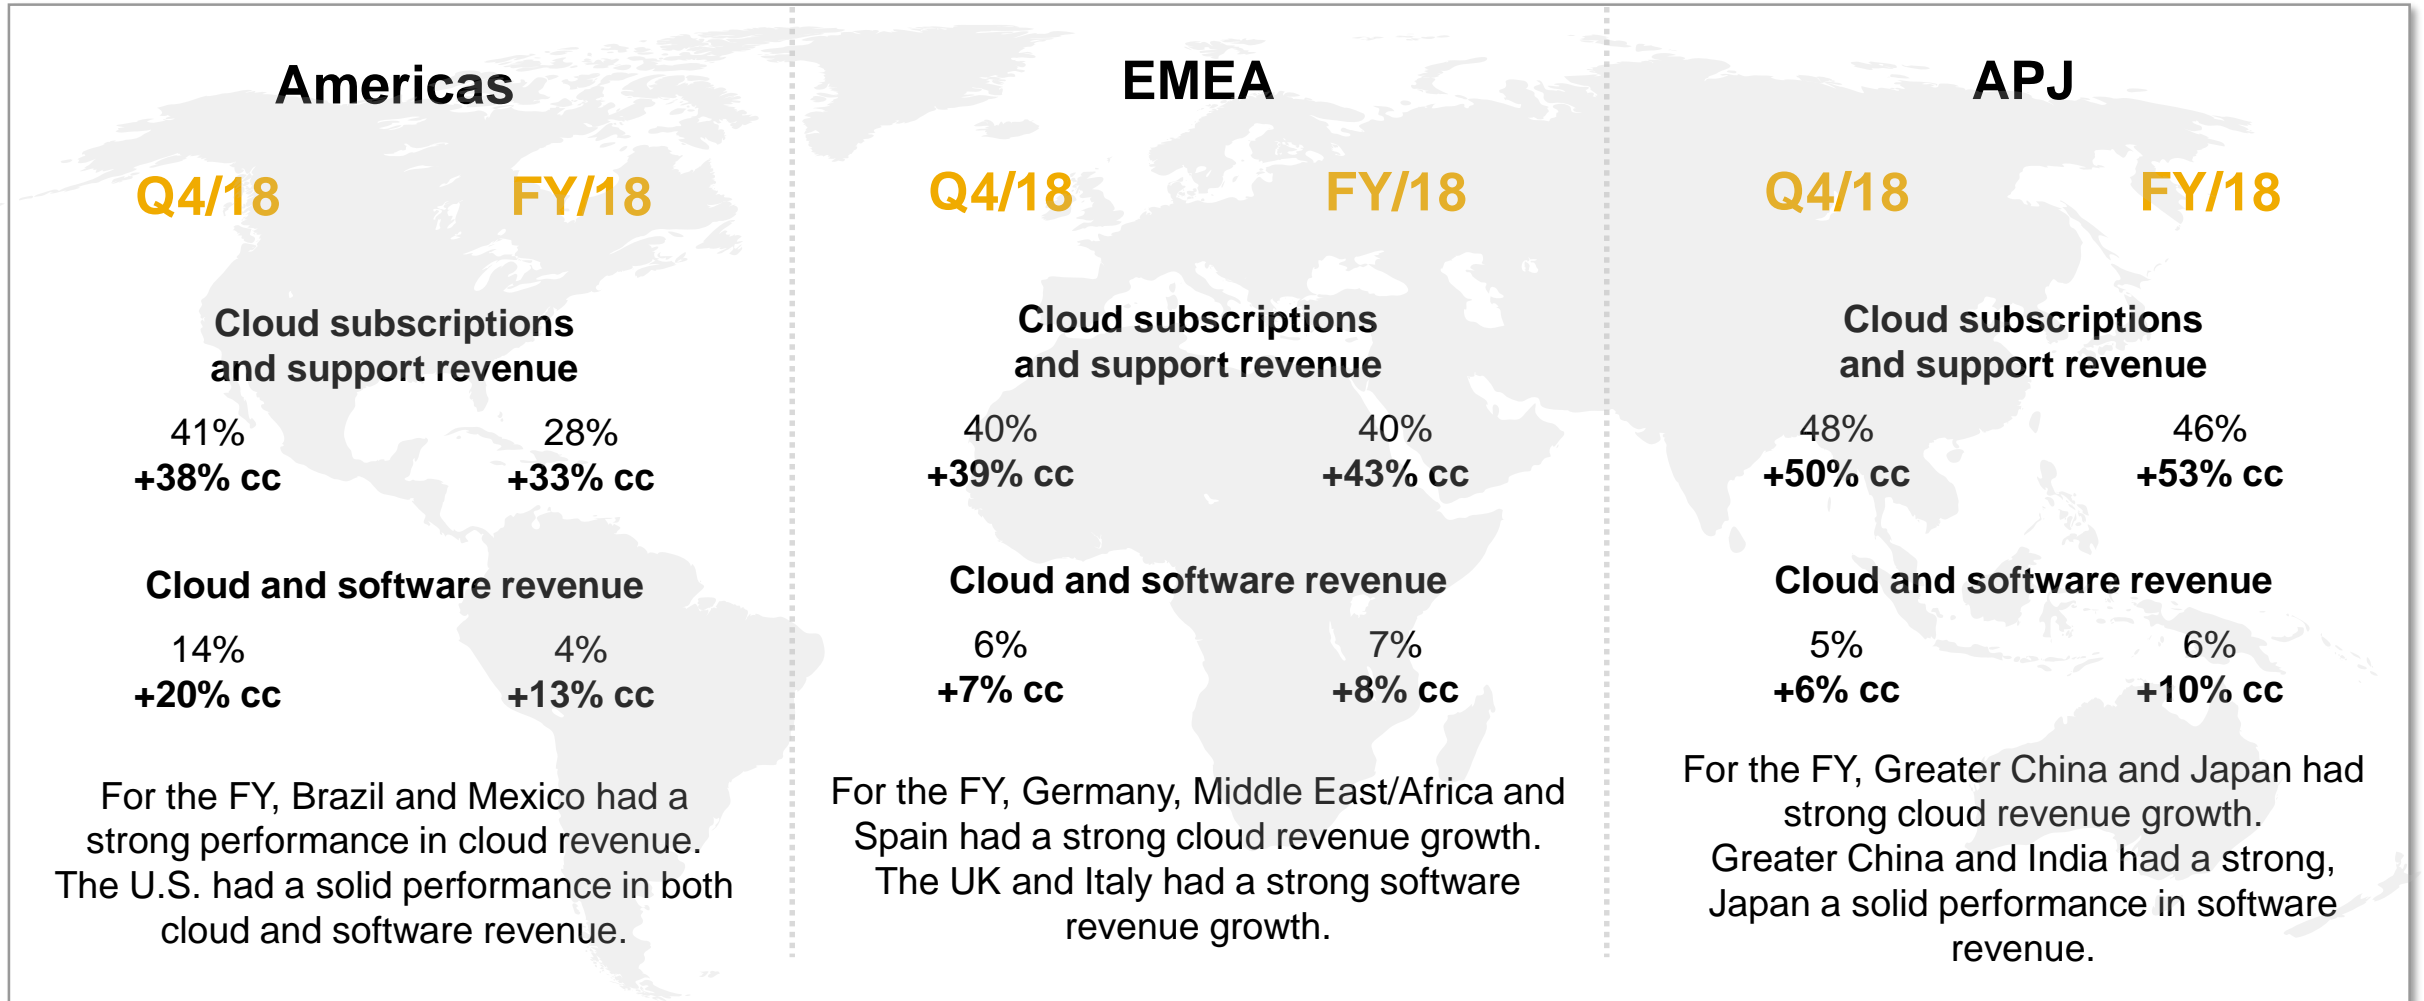 Americas
Q4/18 FY/18
Cloud subscriptions
and support revenue
41% 28%
+38% cc +33% cc
Cloud and software revenue
14% 4%
+20% cc +13% cc
For the FY, Brazil and Mexico had a
strong performance in cloud revenue.
The U.S. had a solid performance in both
cloud and software revenue.
EMEA
Q4/18 FY/18
Cloud subscriptions
and support revenue
40% 40%
+39% cc +43% cc
Cloud and software revenue
6% 7%
+7% cc +8% cc
For the FY, Germany, Middle East/Africa and
Spain had a strong cloud revenue growth.
The UK and Italy had a strong software
revenue growth.
APJ
Q4/18 FY/18
Cloud subscriptions
and support revenue
48% 46%
+50% cc +53% cc
Cloud and software revenue
5% 6%
+6% cc +10% cc
For the FY, Greater China and Japan had
strong cloud revenue growth.
Greater China and India had a strong,
Japan a solid performance in software
revenue.